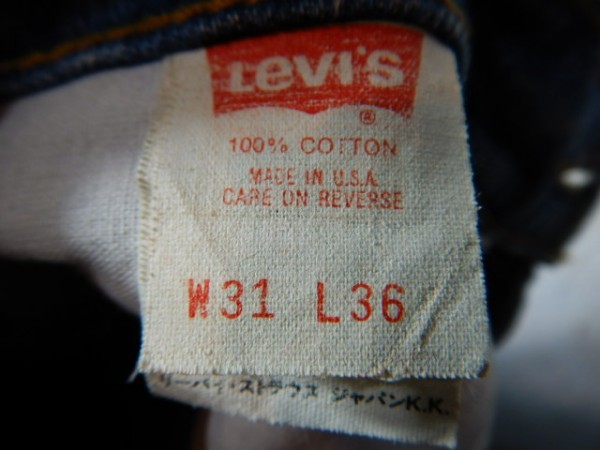 Levi's
®
100% COTTON
MADE IN U.S.A.
CARE ON REVERSE
W31 L36
リーバイ・ストラウス ジャパンK.K.